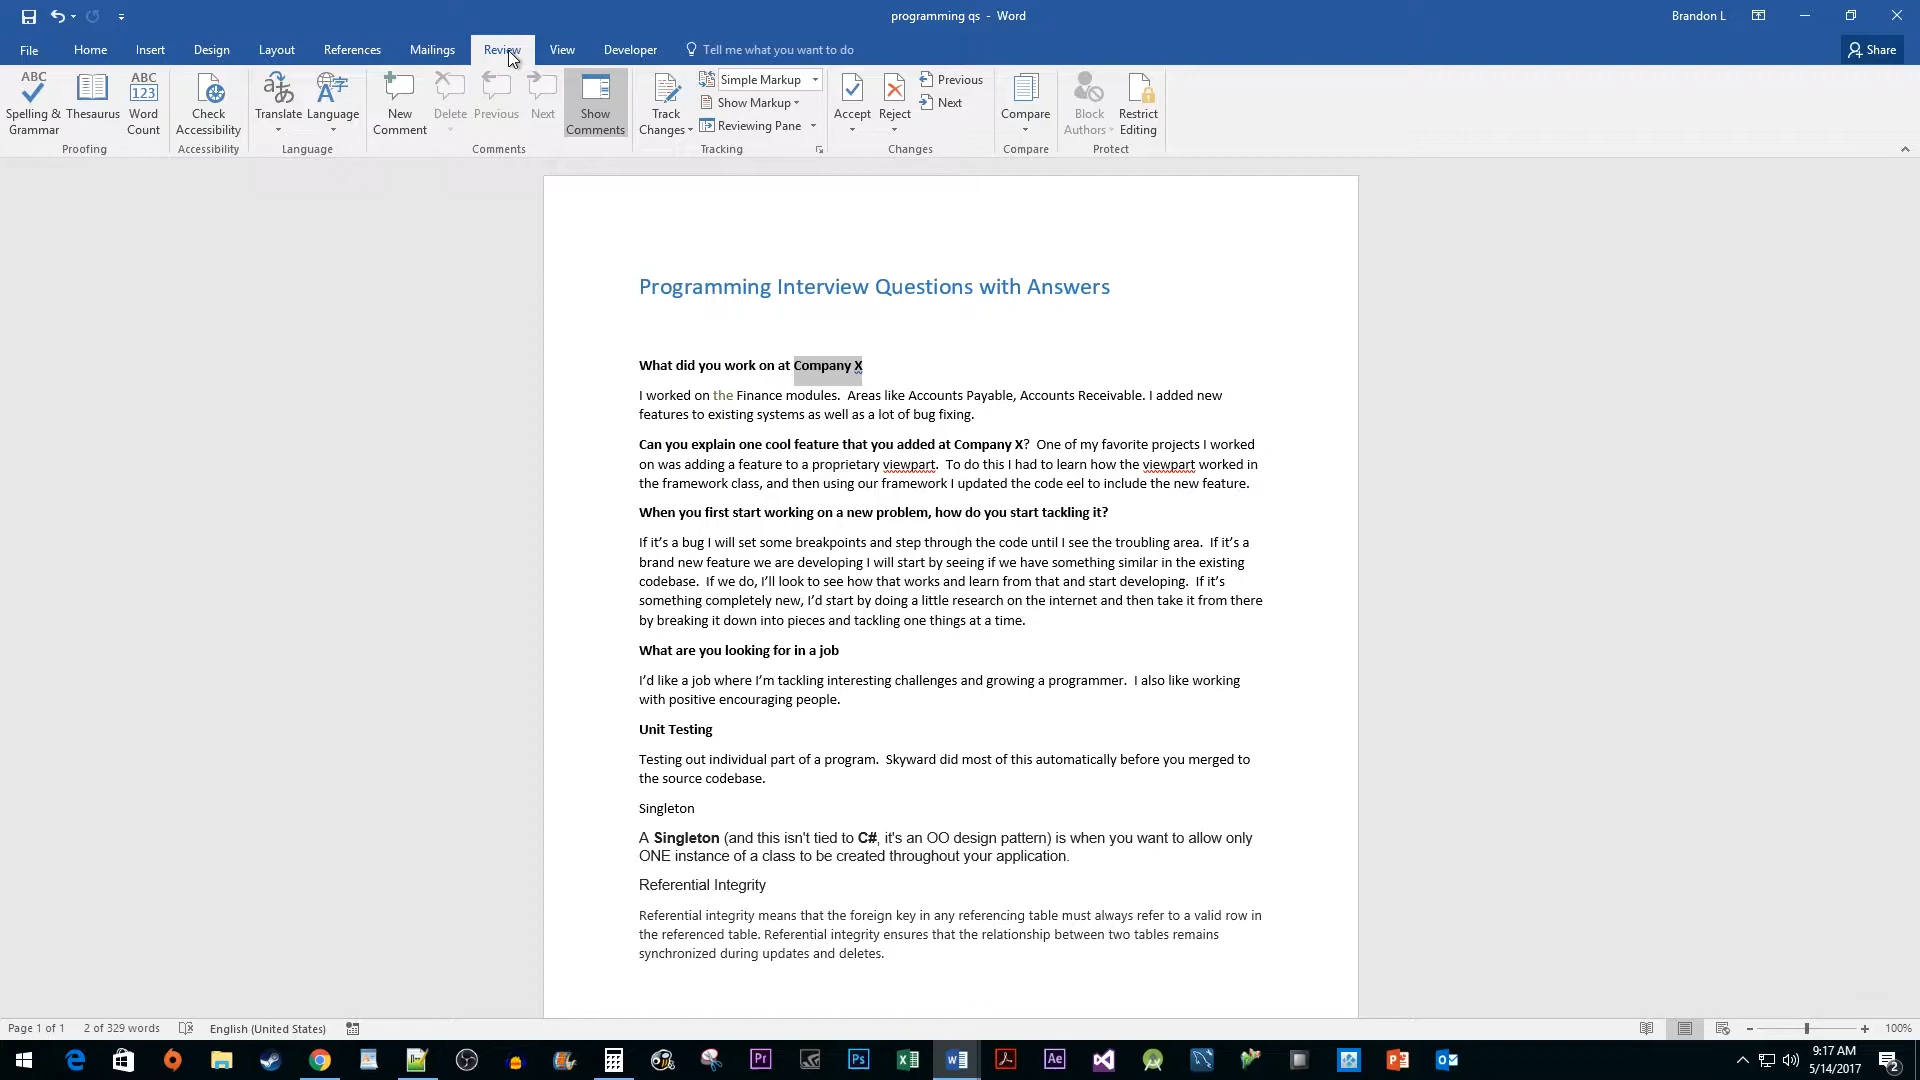 programming qs - Word
Brandon L
File Home Insert Design Layout References Mailings Review View Developer Tell me what you want to do Share
ABC
Spelling &
Grammar
Thesaurus
ABC
123
Word
Count
Proofing
Check
Accessibility
Accessibility
Translate
Language
Language
New
Comment
Delete
Previous
Next
Show
Comments
Comments
Track
Changes
Simple Markup
Show Markup
Reviewing Pane
Tracking
Accept
Reject
Previous
Next
Changes
Compare
Compare
Block
Authors
Restrict
Editing
Protect
Programming Interview Questions with Answers
What did you work on at Company X
I worked on the Finance modules.  Areas like Accounts Payable, Accounts Receivable. I added new
features to existing systems as well as a lot of bug fixing.
Can you explain one cool feature that you added at Company X?  One of my favorite projects I worked
on was adding a feature to a proprietary viewpart.  To do this I had to learn how the viewpart worked in
the framework class, and then using our framework I updated the code eel to include the new feature.
When you first start working on a new problem, how do you start tackling it?
If it’s a bug I will set some breakpoints and step through the code until I see the troubling area.  If it’s a
brand new feature we are developing I will start by seeing if we have something similar in the existing
codebase.  If we do, I’ll look to see how that works and learn from that and start developing.  If it’s
something completely new, I’d start by doing a little research on the internet and then take it from there
by breaking it down into pieces and tackling one things at a time.
What are you looking for in a job
I’d like a job where I’m tackling interesting challenges and growing a programmer.  I also like working
with positive encouraging people.
Unit Testing
Testing out individual part of a program.  Skyward did most of this automatically before you merged to
the source codebase.
Singleton
A Singleton (and this isn't tied to C#, it's an OO design pattern) is when you want to allow only
ONE instance of a class to be created throughout your application.
Referential Integrity
Referential integrity means that the foreign key in any referencing table must always refer to a valid row in
the referenced table. Referential integrity ensures that the relationship between two tables remains
synchronized during updates and deletes.
Page 1 of 1 2 of 329 words English (United States) 100%
9:17 AM
5/14/2017
2